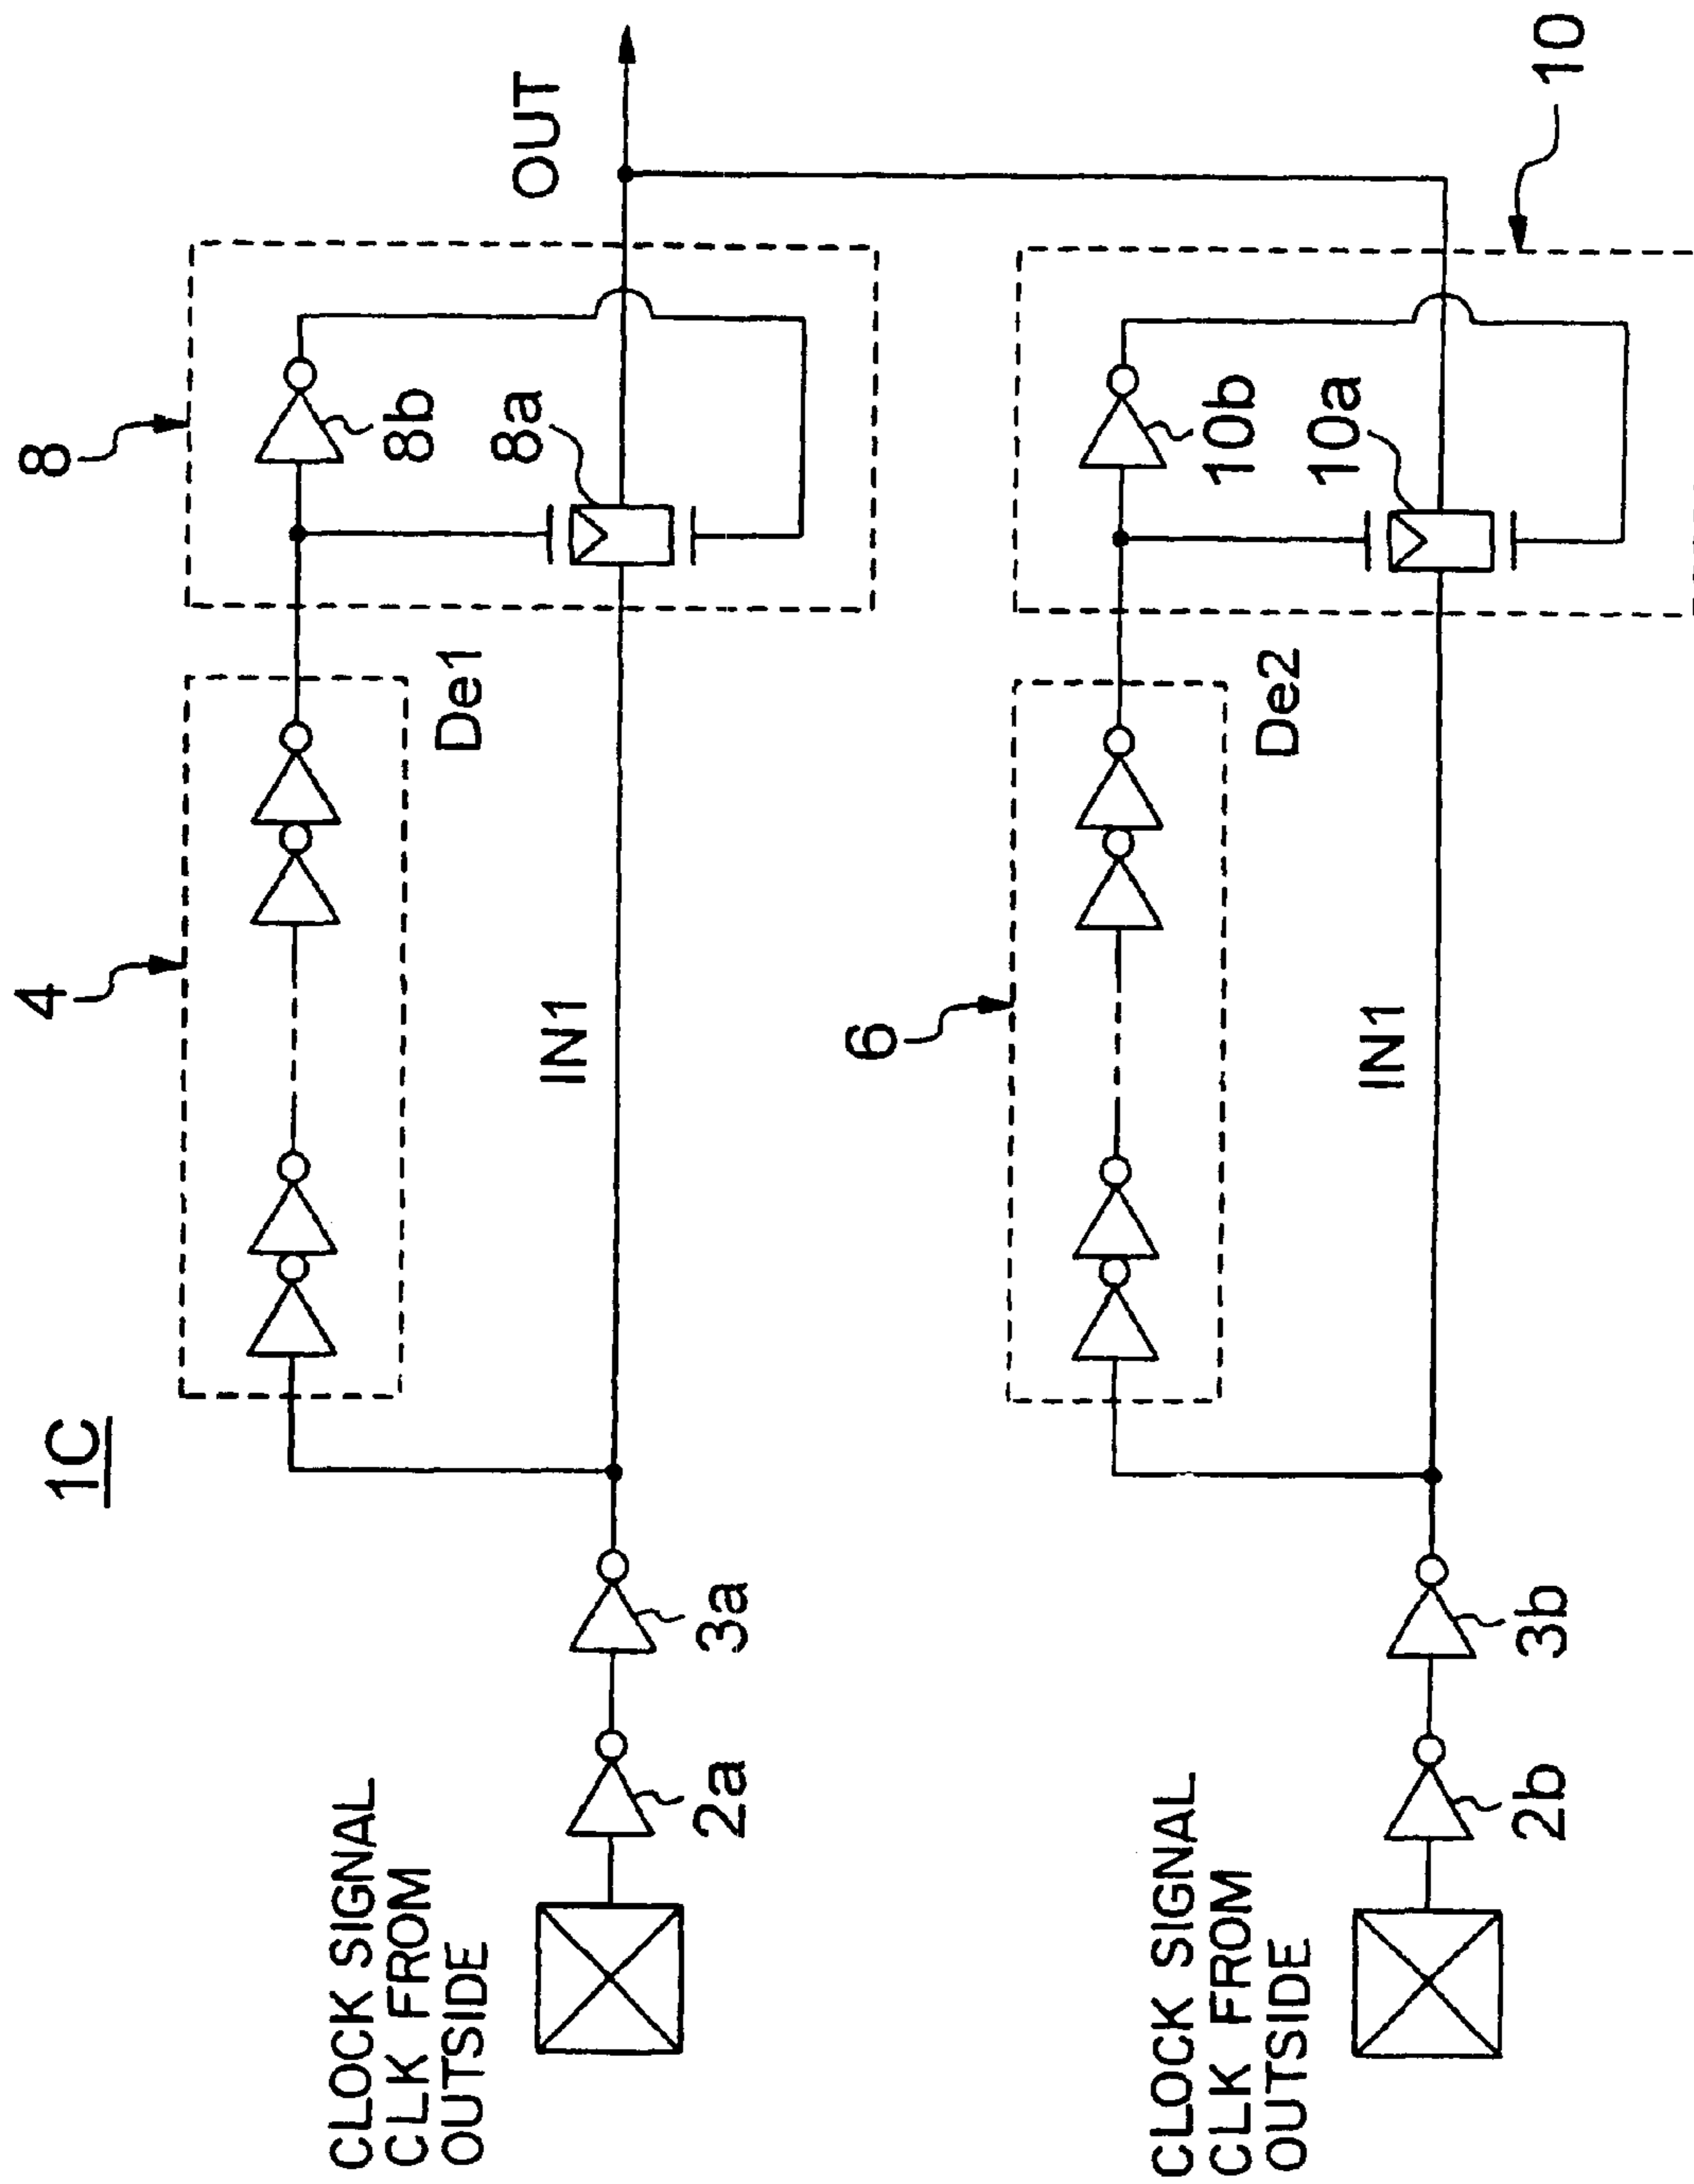 1C
4
8
OUT
De1
8b
8a
IN1
CLOCK SIGNAL
CLK FROM
OUTSIDE
2a
3a
6
De2
10b
10a
10
IN1
CLOCK SIGNAL
CLK FROM
OUTSIDE
2b
3b